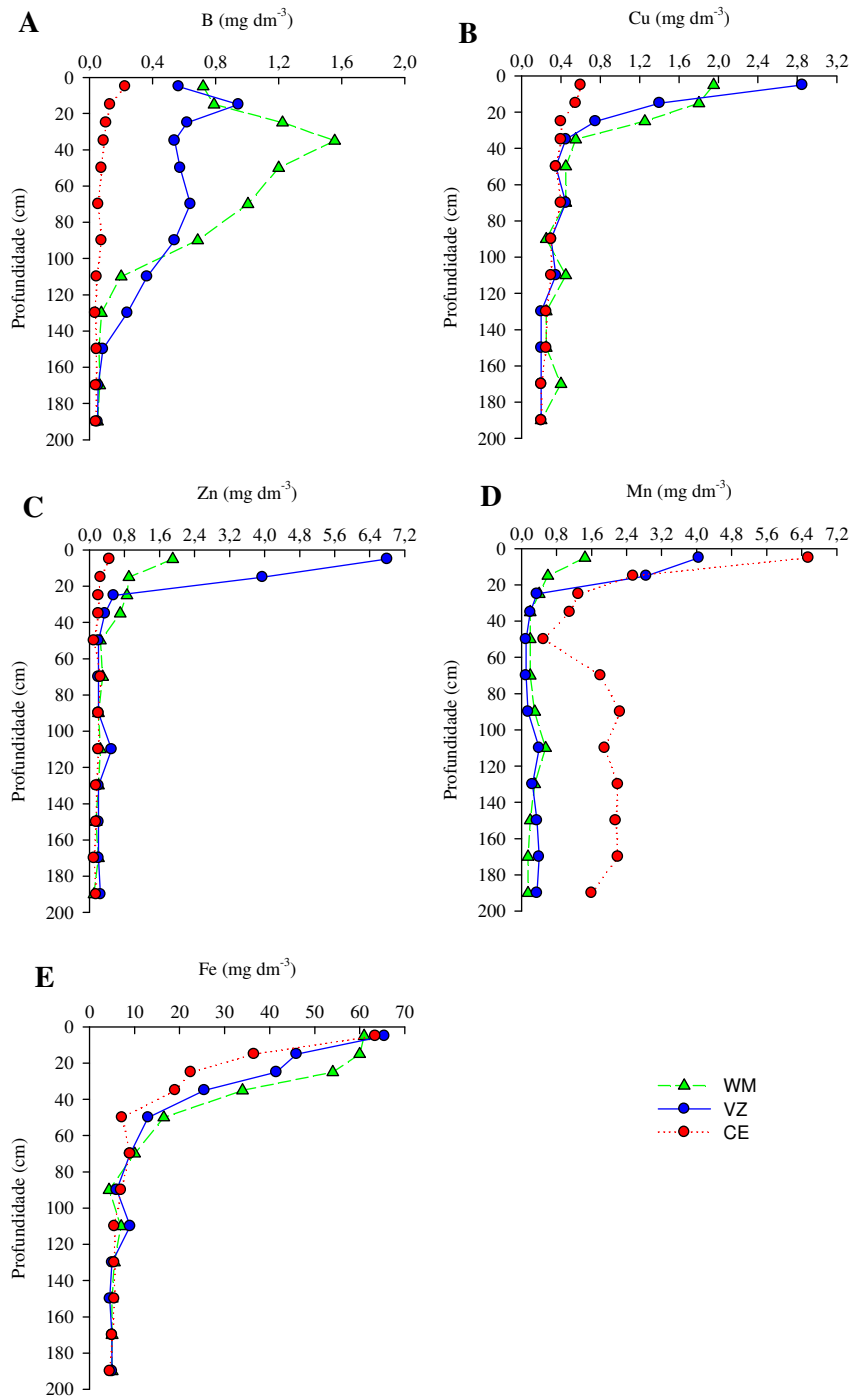 A
B (mg dm⁻³)
0,0 0,4 0,8 1,2 1,6 2,0
Profundidade (cm)
0
20
40
60
80
100
120
140
160
180
200
B
Cu (mg dm⁻³)
0,0 0,4 0,8 1,2 1,6 2,0 2,4 2,8 3,2
Profundidade (cm)
0
20
40
60
80
100
120
140
160
180
200
C
Zn (mg dm⁻³)
0,0 0,8 1,6 2,4 3,2 4,0 4,8 5,6 6,4 7,2
Profundidade (cm)
0
20
40
60
80
100
120
140
160
180
200
D
Mn (mg dm⁻³)
0,0 0,8 1,6 2,4 3,2 4,0 4,8 5,6 6,4 7,2
Profundidade (cm)
0
20
40
60
80
100
120
140
160
180
200
E
Fe (mg dm⁻³)
0 10 20 30 40 50 60 70
Profundidade (cm)
0
20
40
60
80
100
120
140
160
180
200
WM
VZ
CE